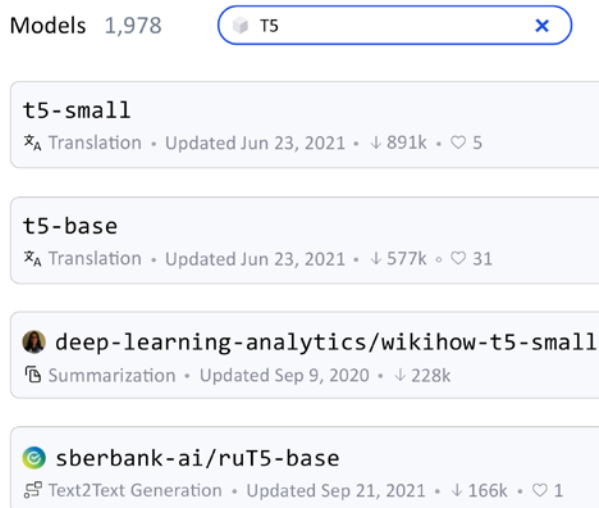 Models 1,978 T5
t5-small
Translation • Updated Jun 23, 2021 • ↓ 891k • ♡ 5
t5-base
Translation • Updated Jun 23, 2021 • ↓ 577k • ♡ 31
deep-learning-analytics/wikihow-t5-small
Summarization • Updated Sep 9, 2020 • ↓ 228k
sberbank-ai/ruT5-base
Text2Text Generation • Updated Sep 21, 2021 • ↓ 166k • ♡ 1